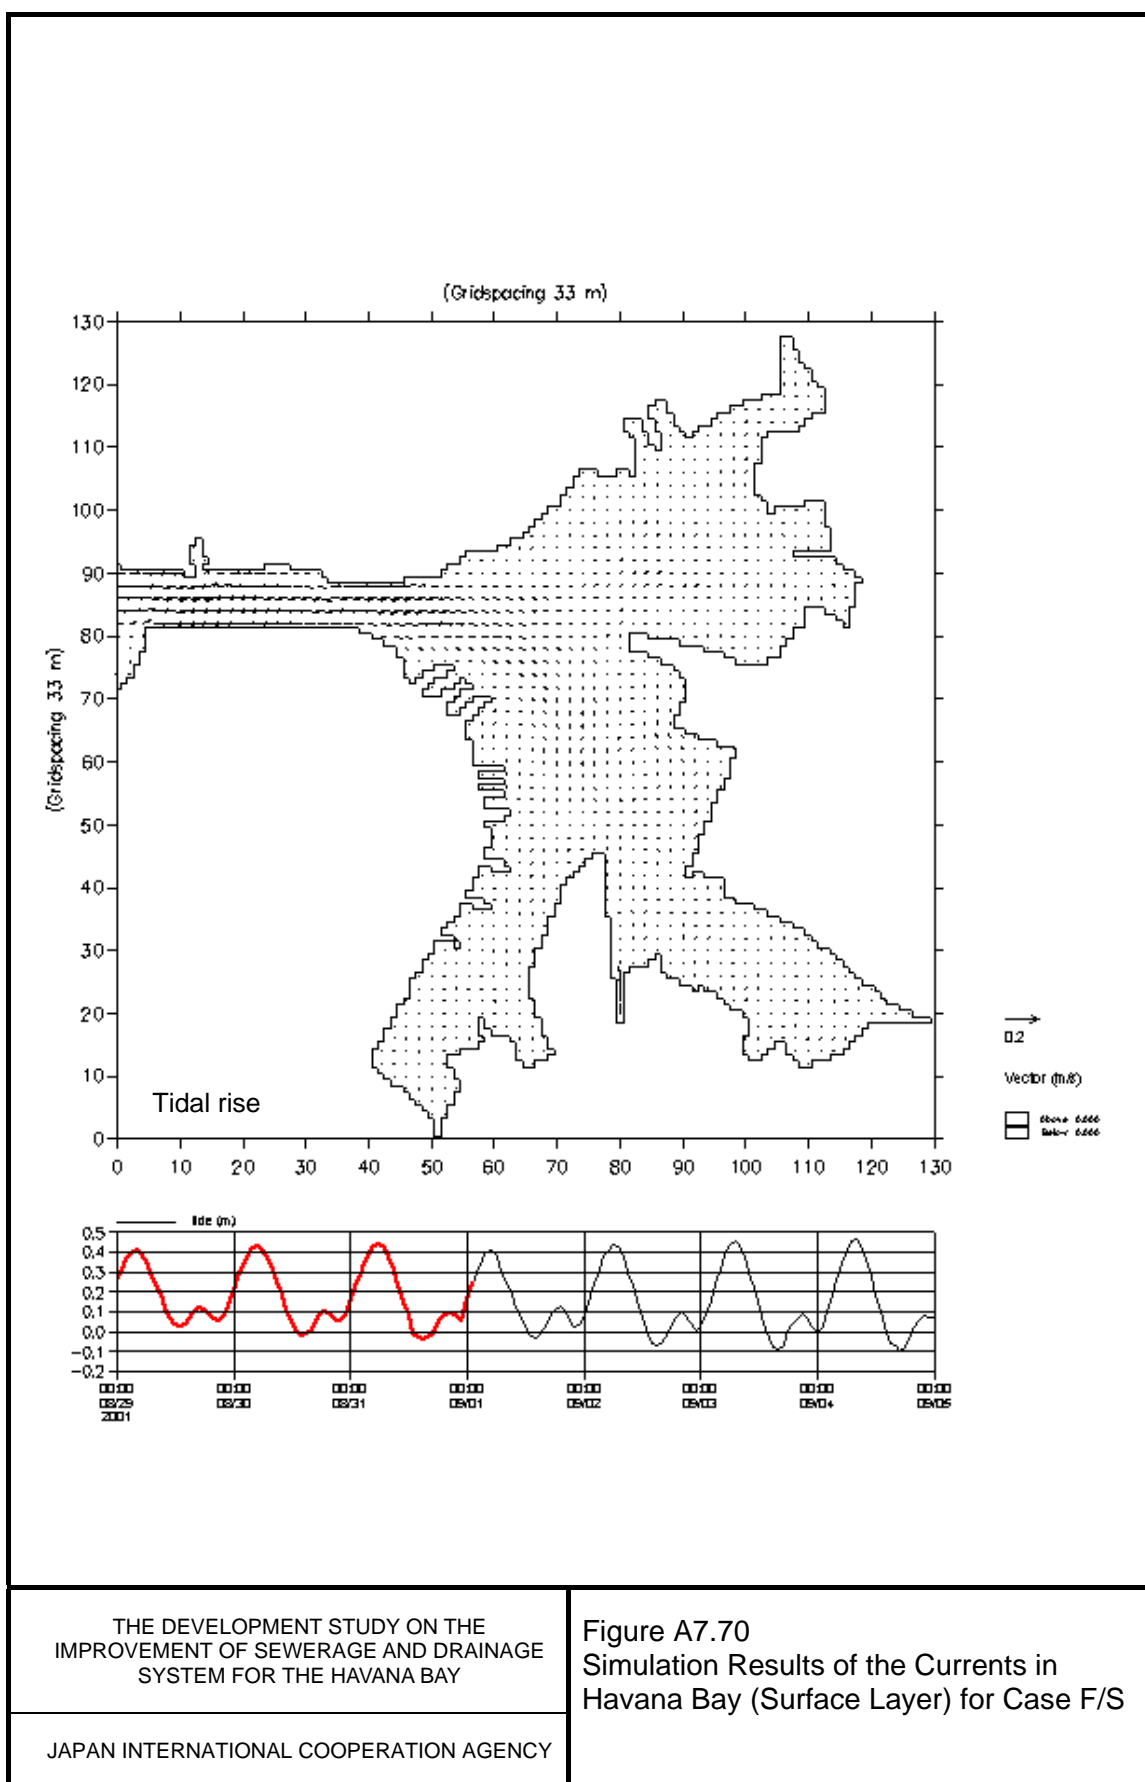 (Gridspacing 33 m)
130
120
110
100
90
80
70
60
50
40
30
20
10
0
(Gridspacing 33 m)
Tidal rise
0 10 20 30 40 50 60 70 80 90 100 110 120 130
0.2
Vector (m/s)
Above
Below
tide (m)
0.5
0.4
0.3
0.2
0.1
0.0
-0.1
-0.2
00:00 00:00 00:00 00:00 00:00 00:00 00:00 00:00
08/29 08/30 08/31 09/01 09/02 09/03 09/04 09/05
2001
THE DEVELOPMENT STUDY ON THE
IMPROVEMENT OF SEWERAGE AND DRAINAGE
SYSTEM FOR THE HAVANA BAY
JAPAN INTERNATIONAL COOPERATION AGENCY
Figure A7.70
Simulation Results of the Currents in
Havana Bay (Surface Layer) for Case F/S